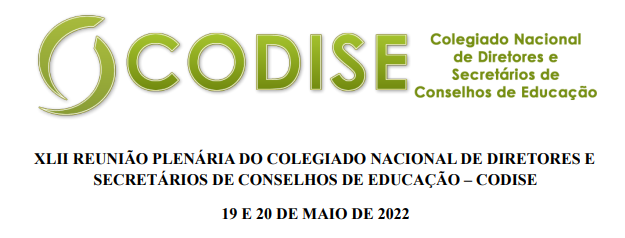 CODISE
Colegiado Nacional
de Diretores e
Secretários de
Conselhos de Educação
XLII REUNIÃO PLENÁRIA DO COLEGIADO NACIONAL DE DIRETORES E
SECRETÁRIOS DE CONSELHOS DE EDUCAÇÃO – CODISE
19 E 20 DE MAIO DE 2022